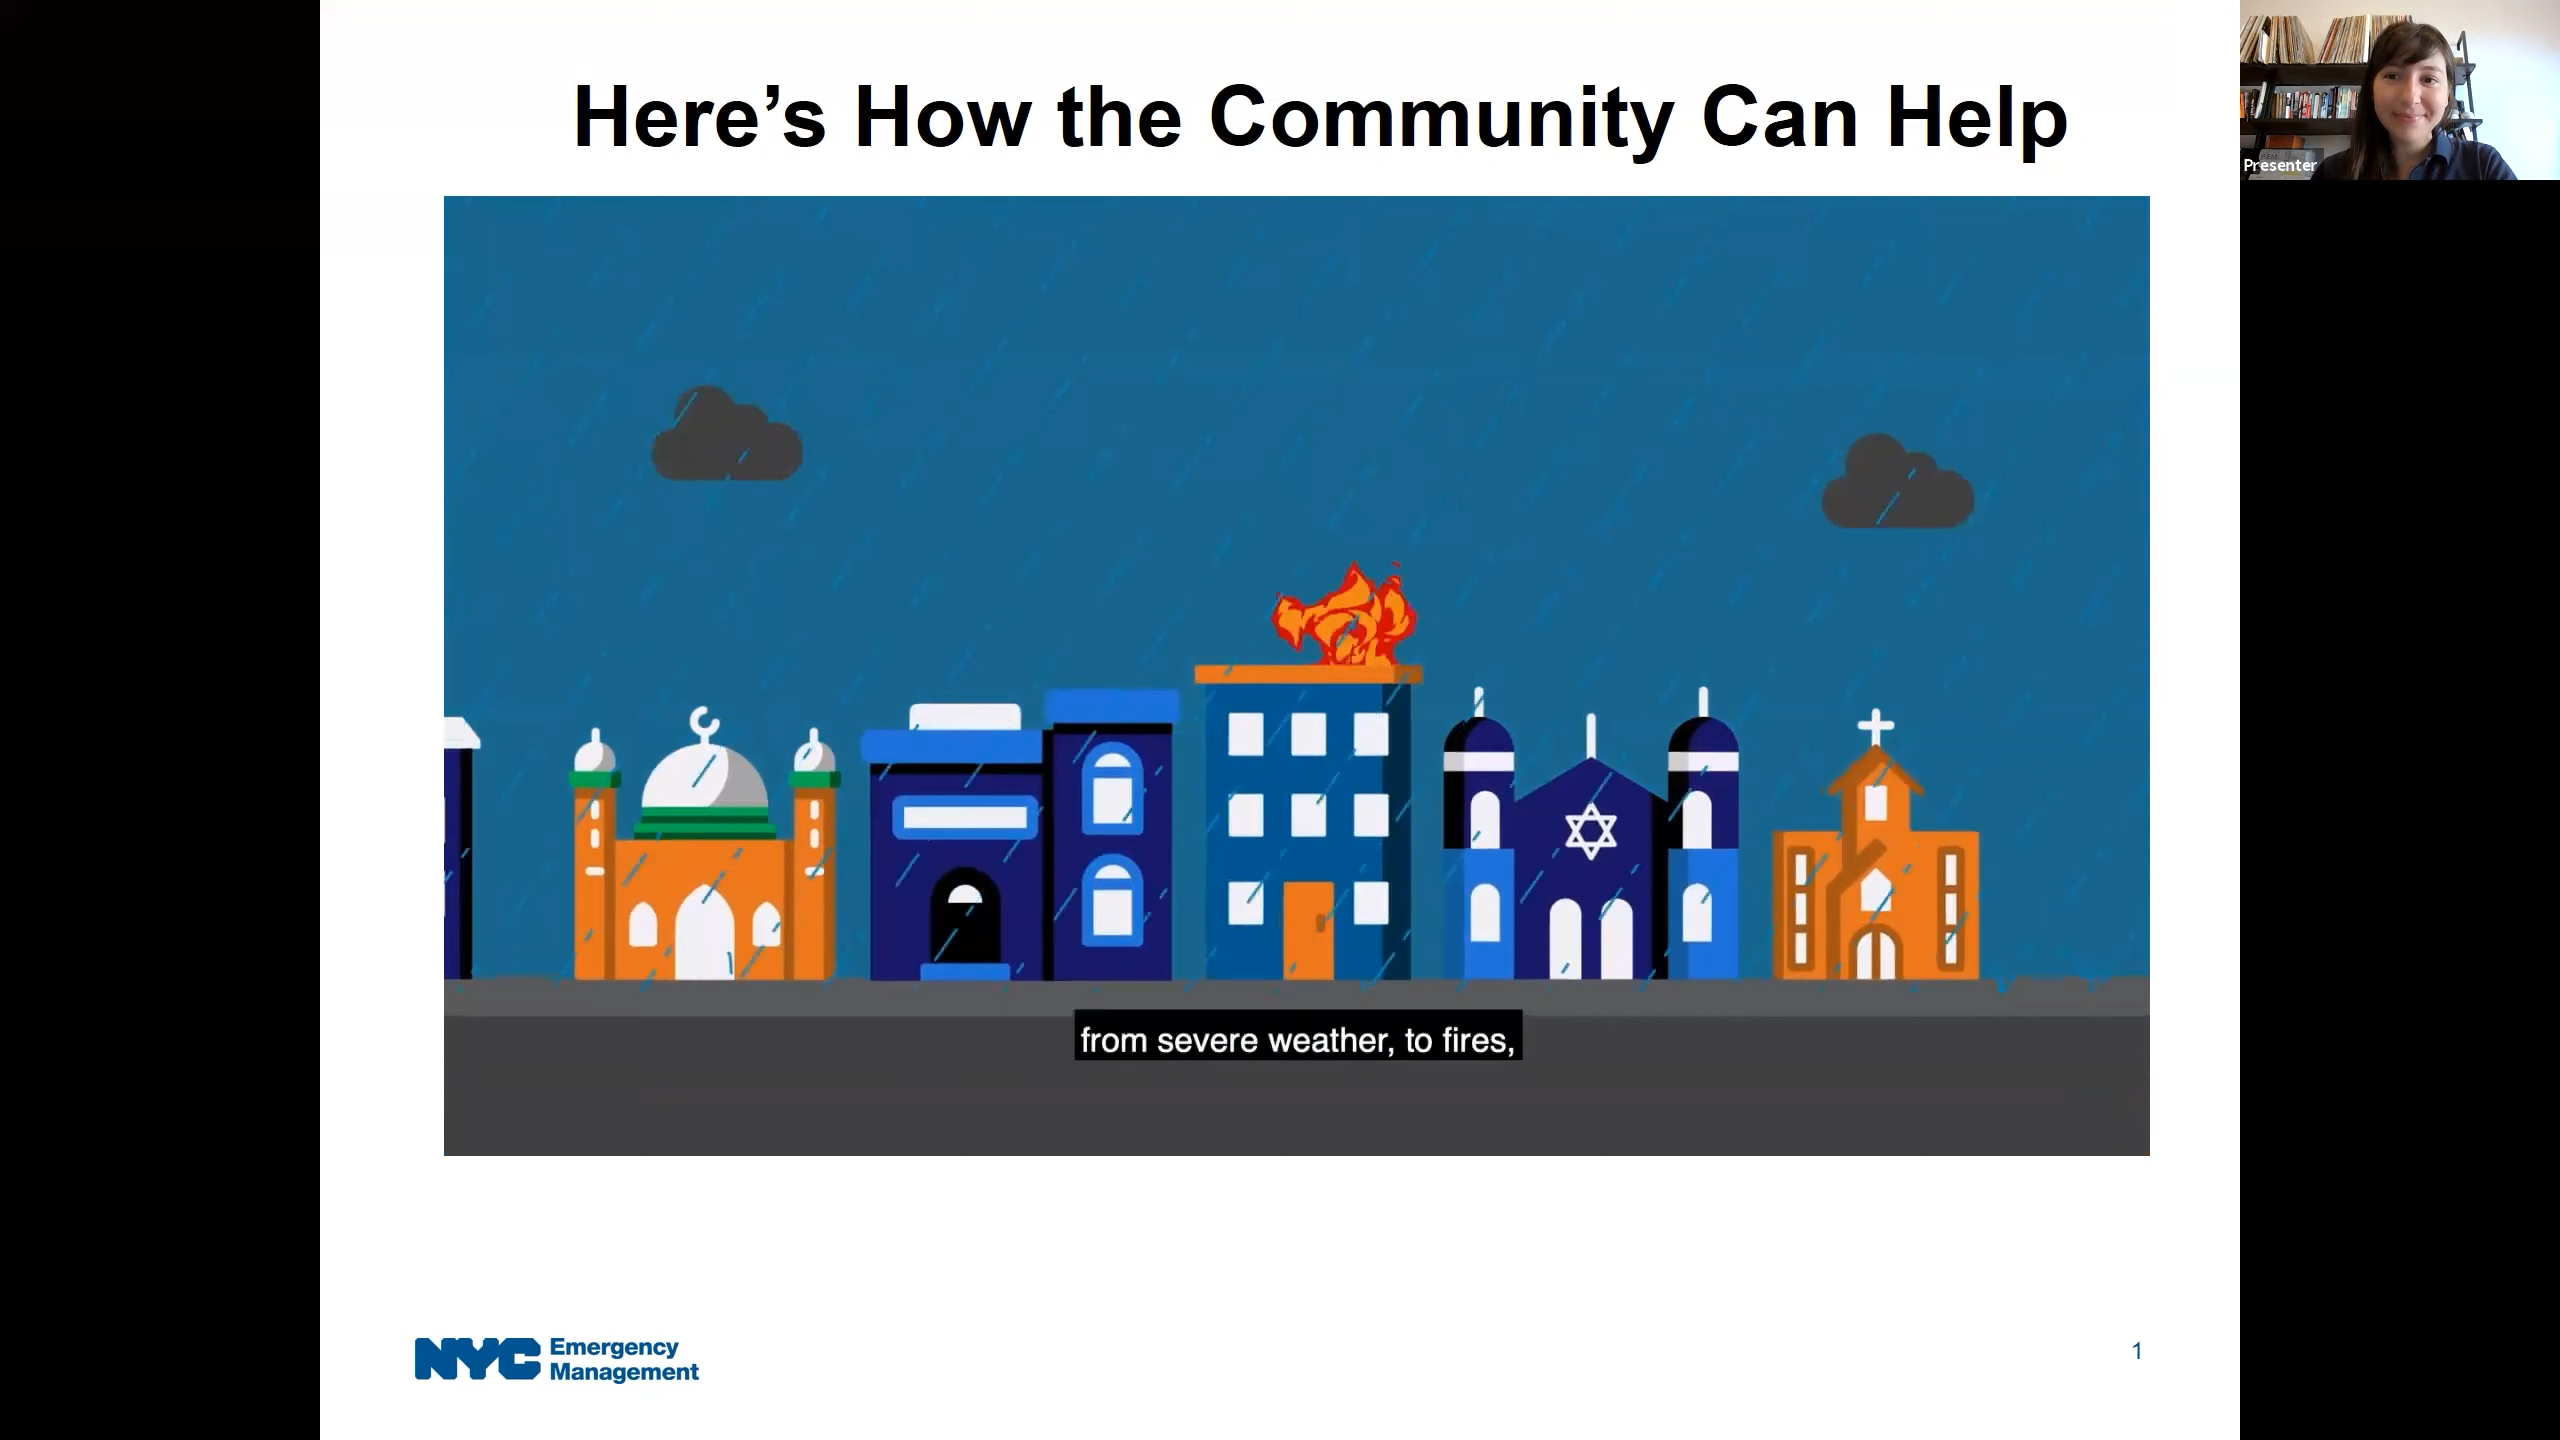 Here’s How the Community Can Help
Presenter
from severe weather, to fires,
NYC Emergency
Management
1